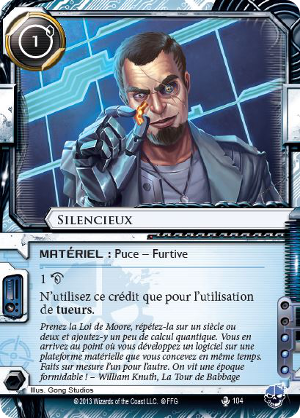 1
SILENCIEUX
MATÉRIEL : Puce – Furtive
1
N'utilisez ce crédit que pour l'utilisation
de tueurs.
Prenez la Loi de Moore, répétez-la sur un siècle ou
deux et ajoutez-y un peu de calcul quantique. Vous en
arrivez au point où vous développez un logiciel sur une
plateforme matérielle que vous concevez en même temps.
Faits sur mesure l'un pour l'autre. On vit une époque
formidable ! – William Knuth, La Tour de Babbage
Illus. Gong Studios
©2013 Wizards of the Coast LLC. © FFG
104